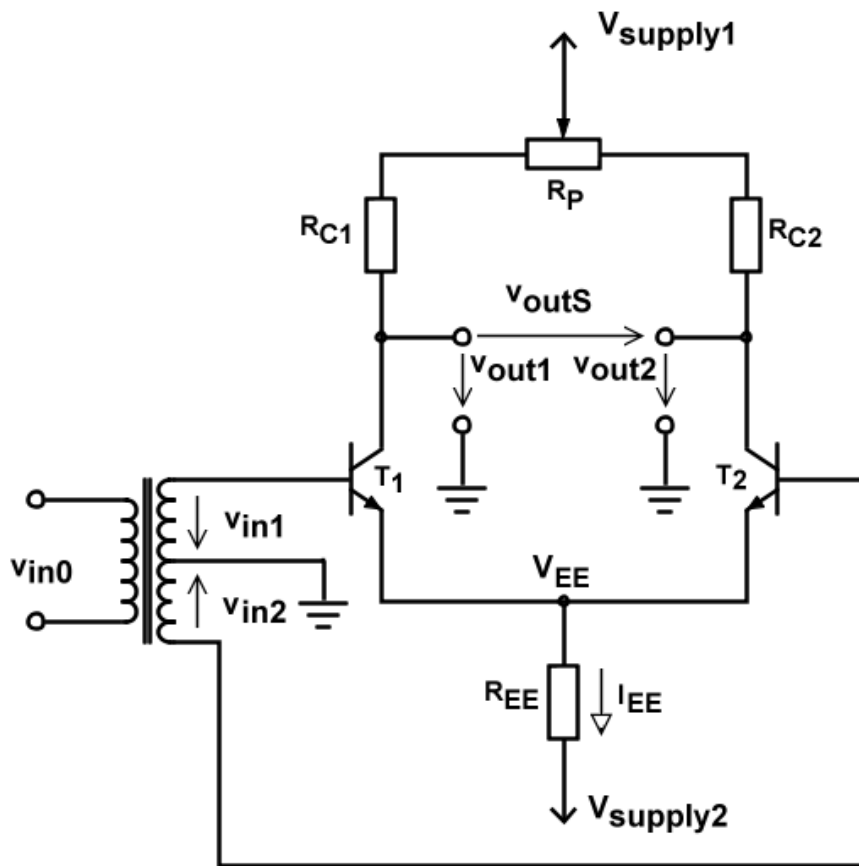 Vsupply1
RP
RC1
RC2
voutS
vout1
vout2
T1
T2
vin1
vin0
VEE
vin2
REE
IEE
Vsupply2